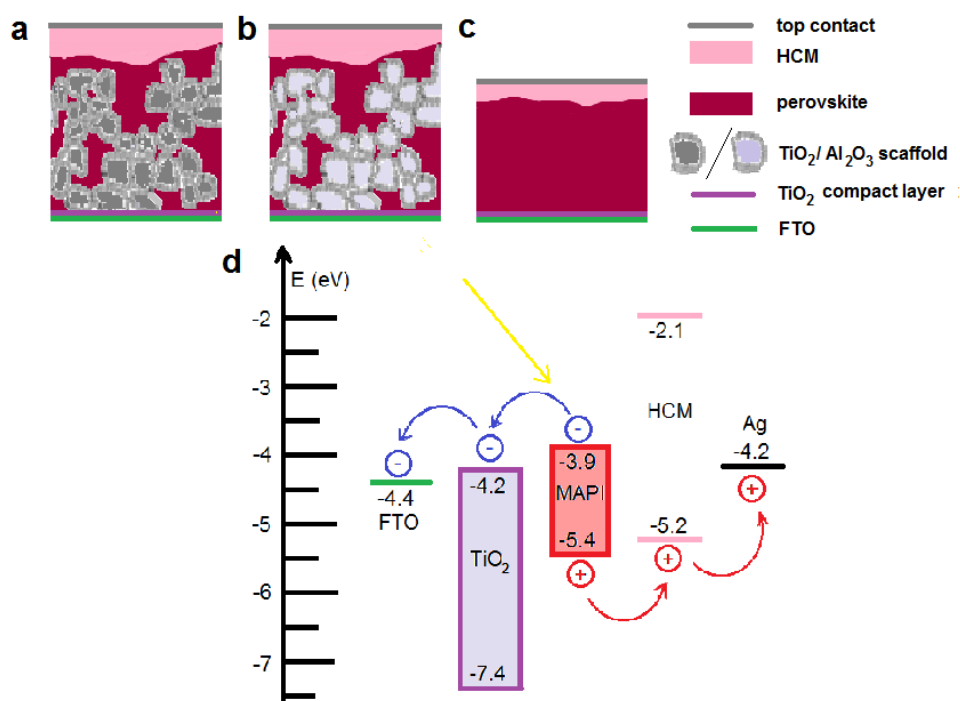 a
b
c
top contact
HCM
perovskite
TiO₂/ Al₂O₃ scaffold
TiO₂ compact layer
FTO
d
E (eV)
-2
-3
-4
-5
-6
-7
-2.1
HCM
Ag
-4.2
-
-
-
-3.9
MAPI
-5.4
-4.4
FTO
-4.2
TiO₂
-7.4
-5.2
+
+
+